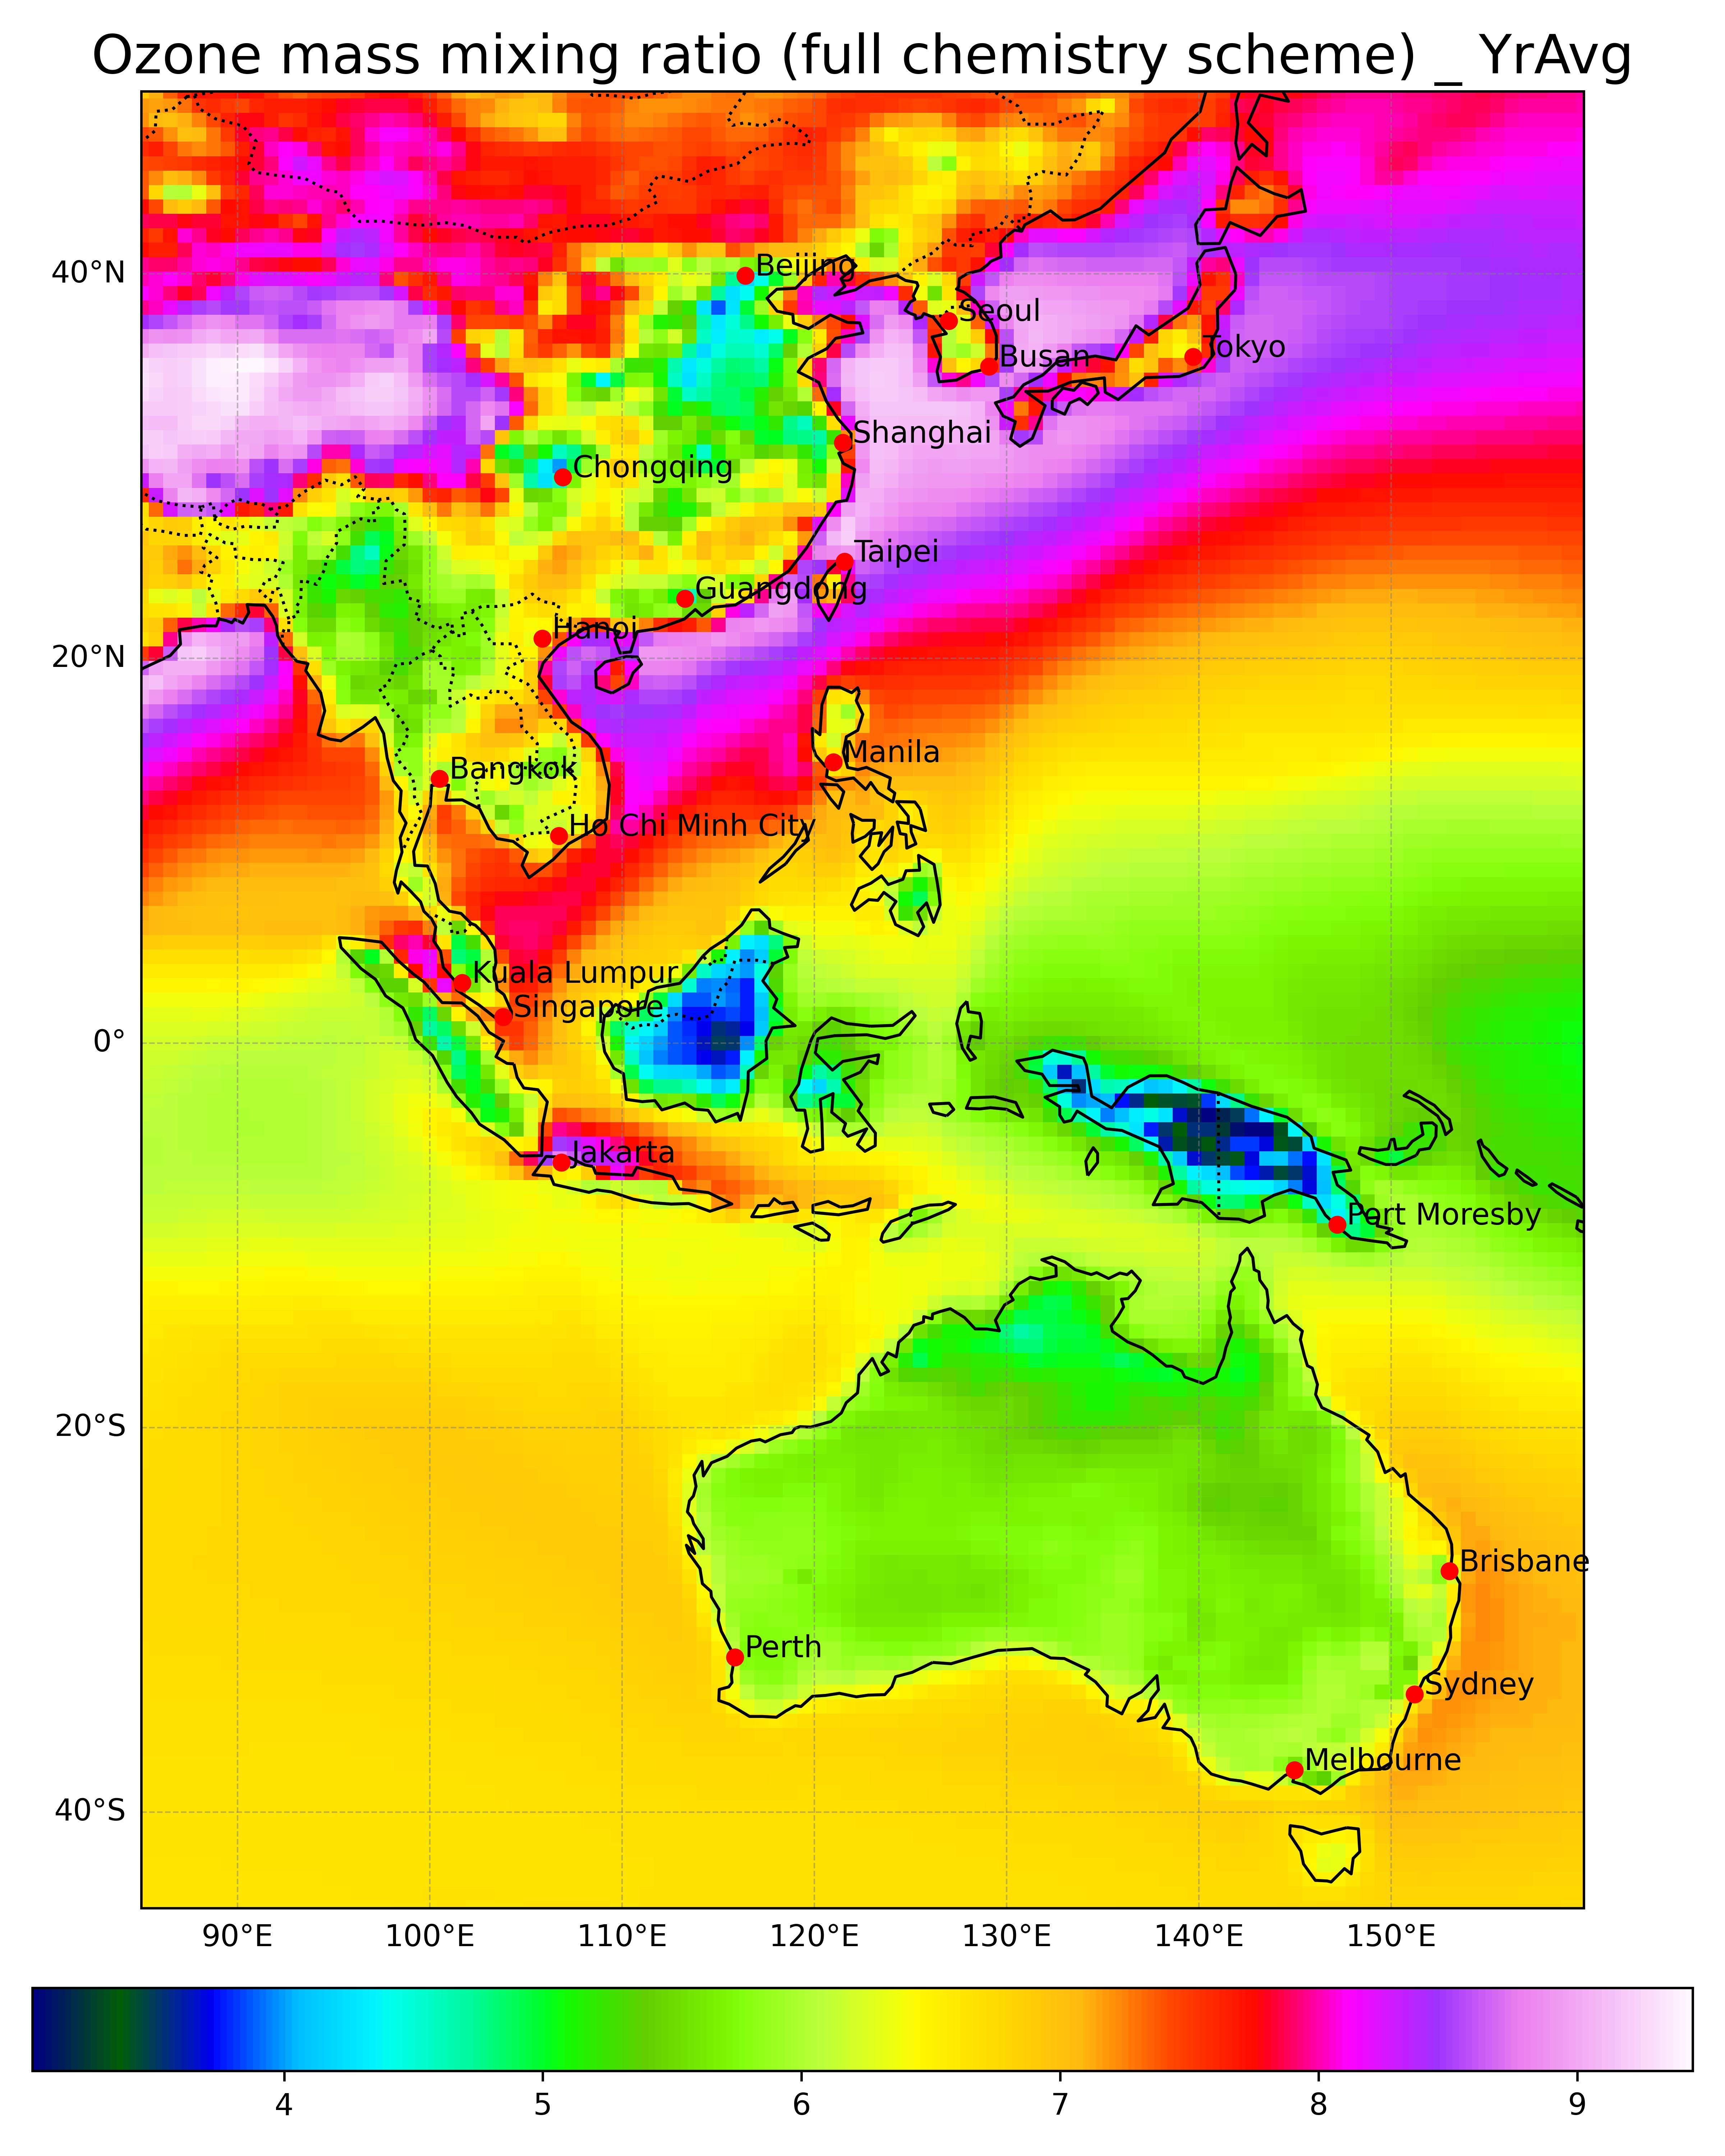 Ozone mass mixing ratio (full chemistry scheme) _ YrAvg
40°N
20°N
0°
20°S
40°S
Beijing
Seoul
Busan
Tokyo
Shanghai
Chongqing
Taipei
Guangdong
Hanoi
Manila
Bangkok
Ho Chi Minh City
Kuala Lumpur
Singapore
Jakarta
Port Moresby
Brisbane
Perth
Sydney
Melbourne
90°E 100°E 110°E 120°E 130°E 140°E 150°E
4 5 6 7 8 9